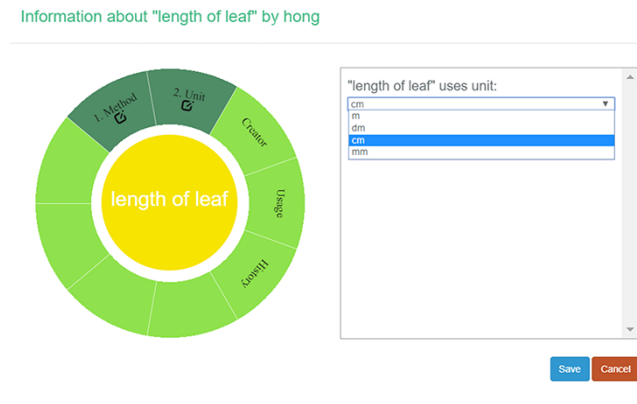 Information about "length of leaf" by hong
1. Method
2. Unit
Creator
Usage
History
length of leaf
"length of leaf" uses unit:
cm
m
dm
cm
mm
Save
Cancel